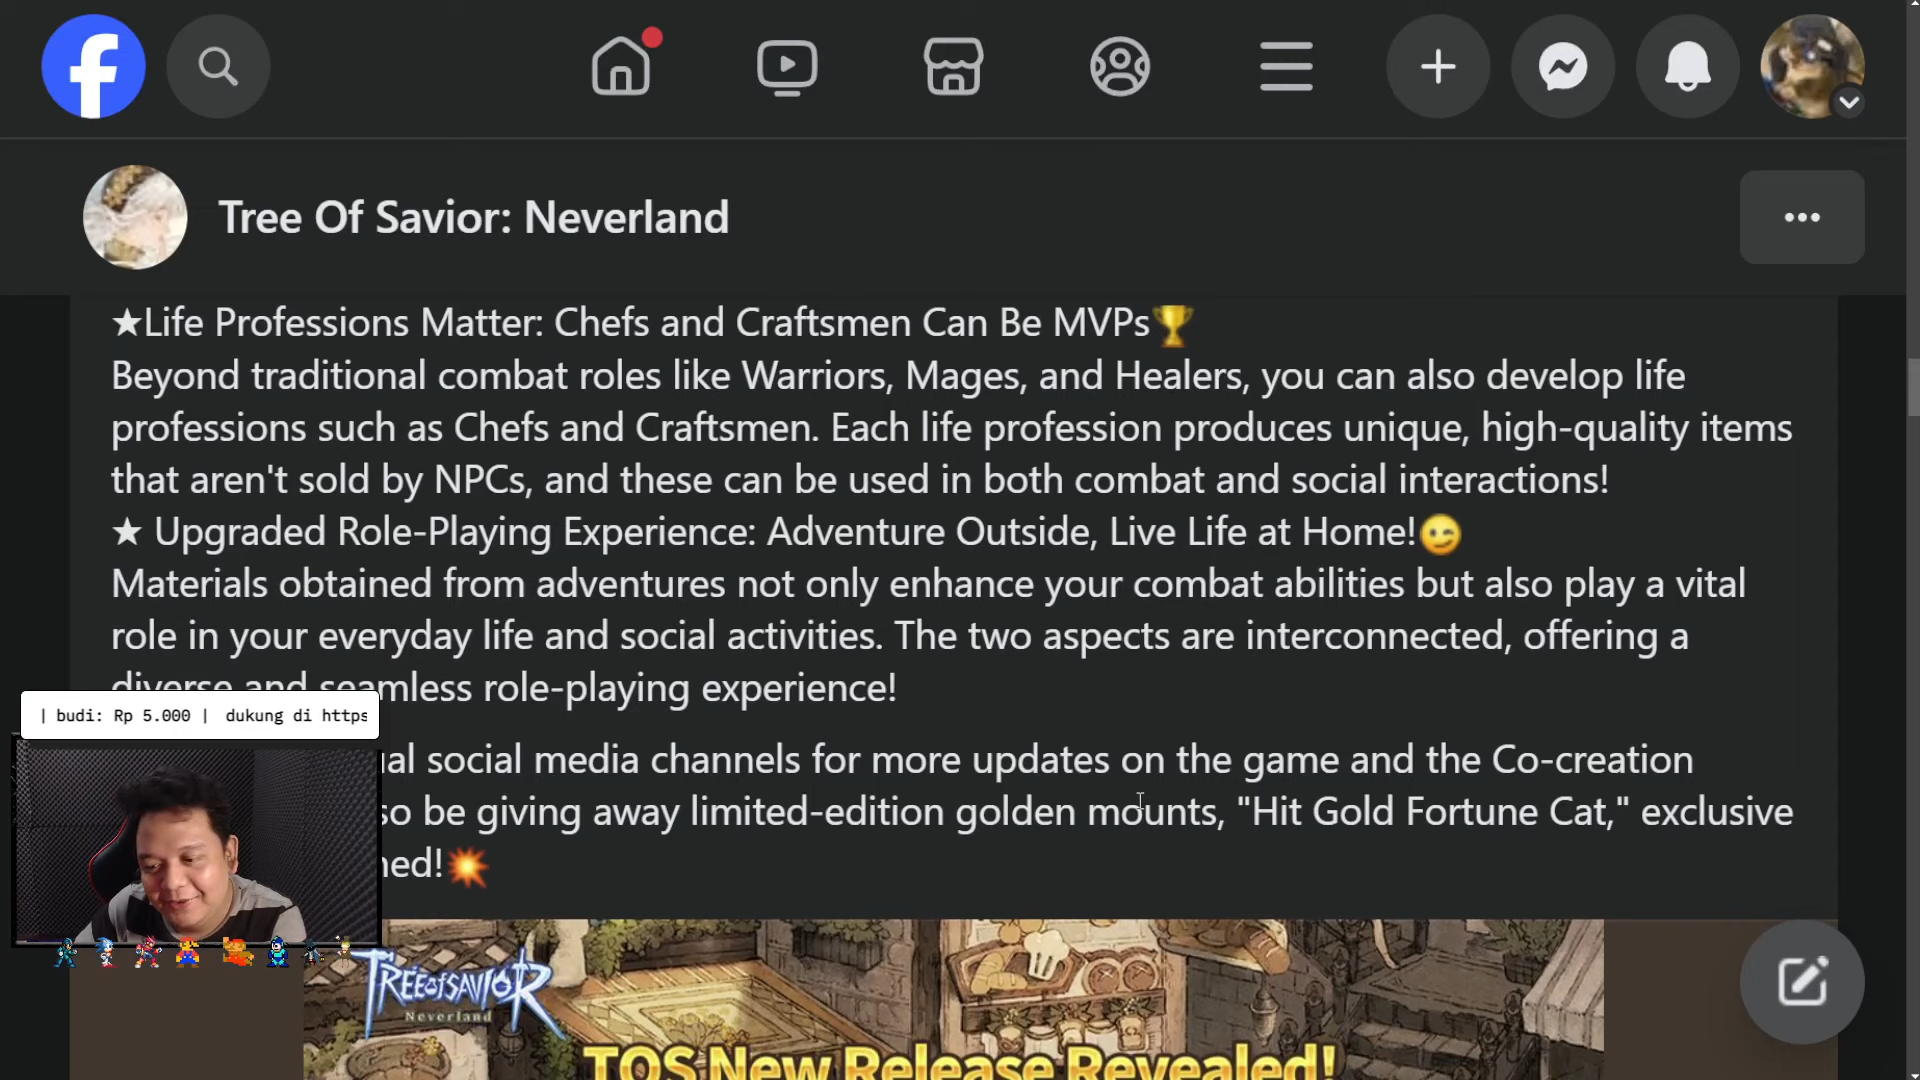 Tree Of Savior: Neverland
★Life Professions Matter: Chefs and Craftsmen Can Be MVPs🏆
Beyond traditional combat roles like Warriors, Mages, and Healers, you can also develop life
professions such as Chefs and Craftsmen. Each life profession produces unique, high-quality items
that aren't sold by NPCs, and these can be used in both combat and social interactions!
★ Upgraded Role-Playing Experience: Adventure Outside, Live Life at Home!😉
Materials obtained from adventures not only enhance your combat abilities but also play a vital
role in your everyday life and social activities. The two aspects are interconnected, offering a
diverse and seamless role-playing experience!
| budi: Rp 5.000 | dukung di https
social media channels for more updates on the game and the Co-creation
be giving away limited-edition golden mounts, "Hit Gold Fortune Cat," exclusive
💥
TREE of SAVIOR
Neverland
TOS New Release Revealed!